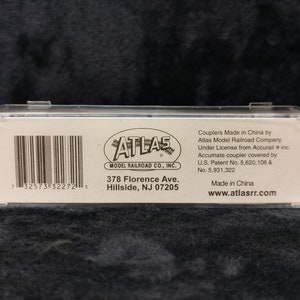 ATLAS
MODEL RAILROAD CO., INC.
378 Florence Ave.
Hillside, NJ 07205
7 32573 32272 1
Couplers Made in China by
Atlas Model Railroad Company
Under License from Accurail ® inc.
Accumate coupler covered by
U.S. Patent No. 5,620,106 &
No. 5,931,322
Made in China
www.atlasrr.com